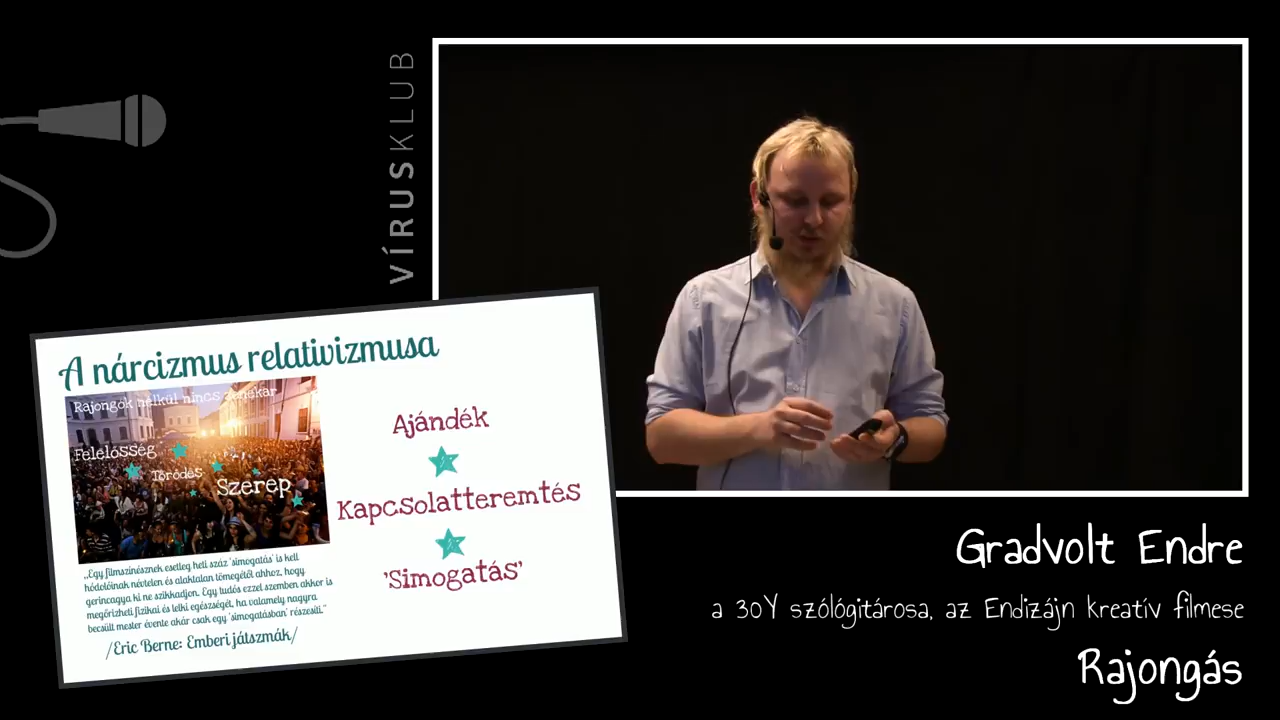 VÍRUSKLUB
A nárcizmus relativizmusa
Rajongók nélkül nincs zenekar
Felelősség
Törődés
Szerep
„Egy filmszínésznek esetleg heti száz 'simogatás' is kell
hódolóinak névtelen és alaktalan tömegétől ahhoz, hogy
gerincagya ki ne szikkadjon. Egy tudós ezzel szemben akkor is
megőrizheti fizikai és lelki egészségét, ha valamely nagyra
becsült mester évente akár csak egy 'simogatásban' részesíti."
/Eric Berne: Emberi játszmák/
Ajándék
Kapcsolatteremtés
'Simogatás'
Gradvolt Endre
a 30Y szólógitárosa, az Endizájn kreatív filmese
Rajongás